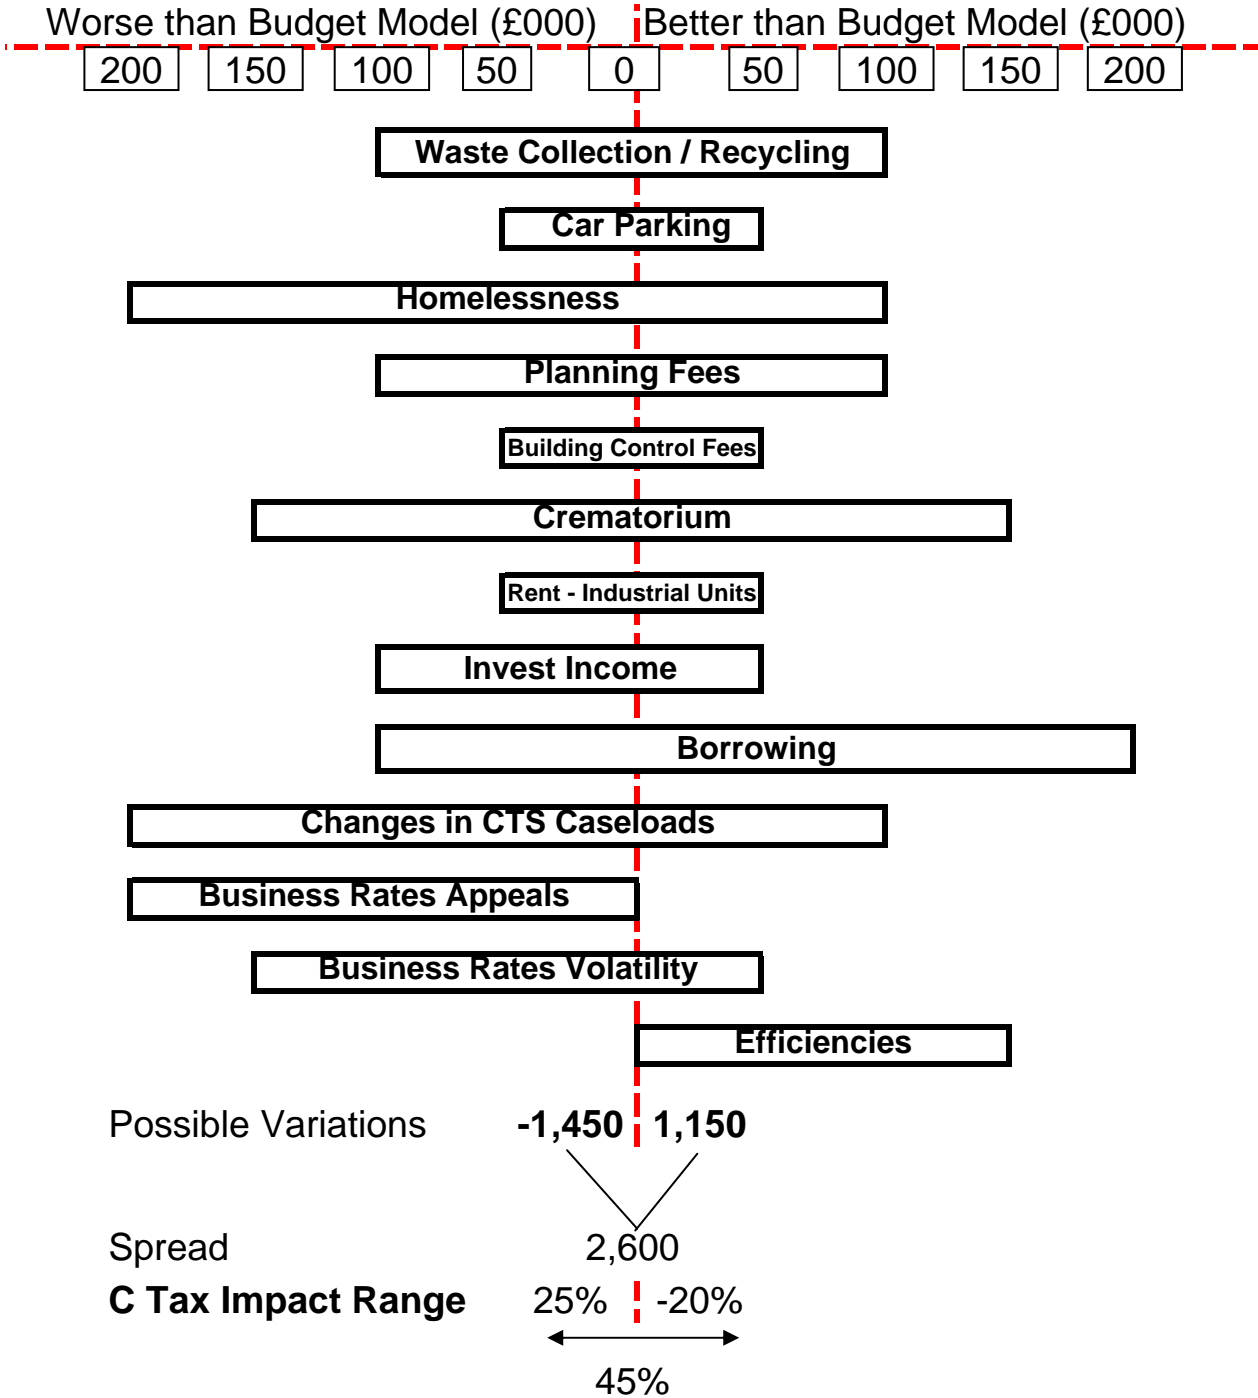 Worse than Budget Model (£000) Better than Budget Model (£000)
200 150 100 50 0 50 100 150 200
Waste Collection / Recycling
Car Parking
Homelessness
Planning Fees
Building Control Fees
Crematorium
Rent - Industrial Units
Invest Income
Borrowing
Changes in CTS Caseloads
Business Rates Appeals
Business Rates Volatility
Efficiencies
Possible Variations -1,450 1,150
Spread 2,600
C Tax Impact Range 25% -20%
45%